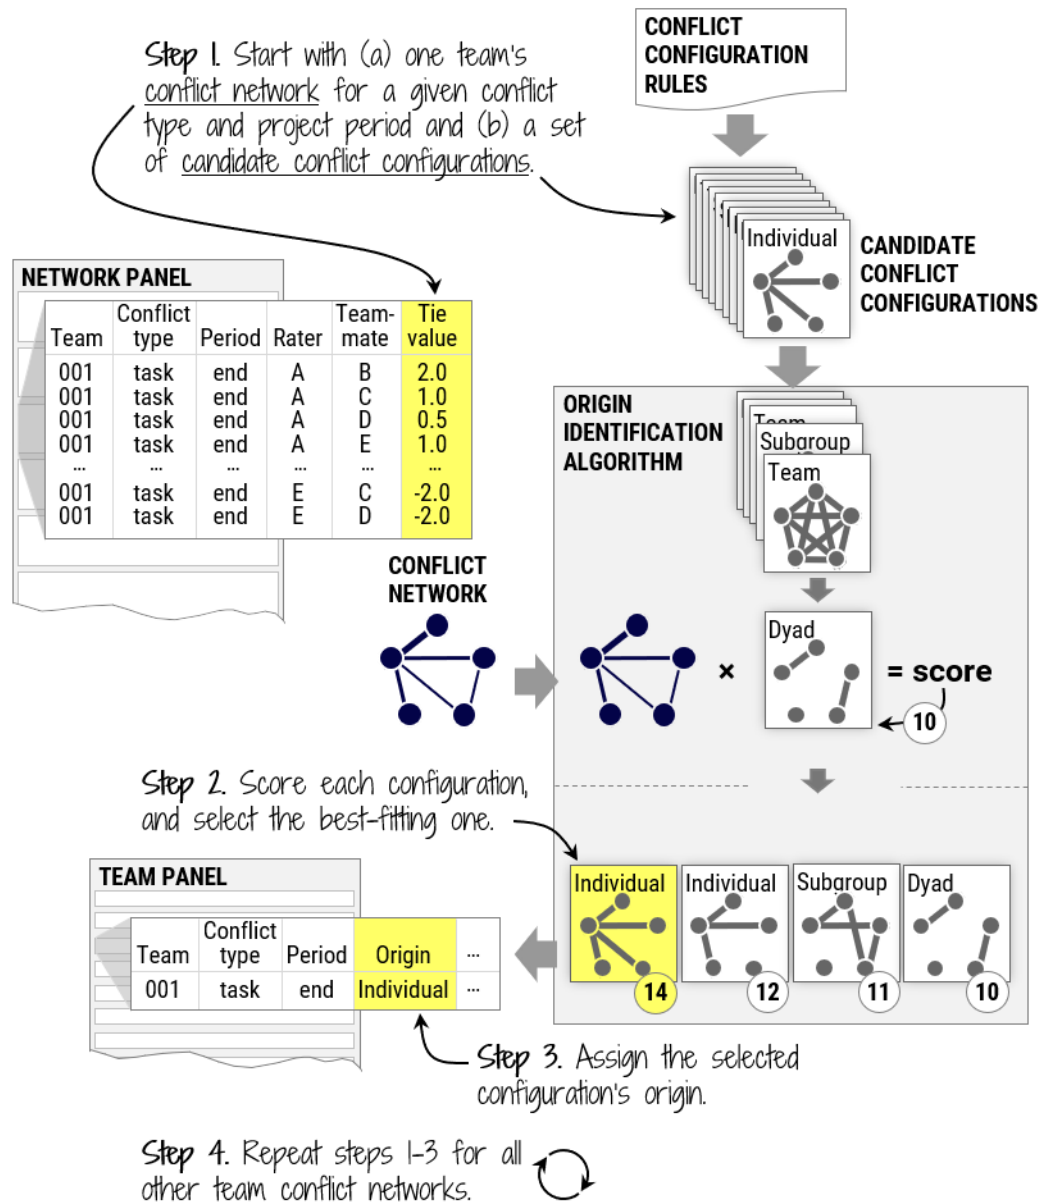 Step 1. Start with (a) one team's
conflict network for a given conflict
type and project period and (b) a set
of candidate conflict configurations.
CONFLICT
CONFIGURATION
RULES
Individual
CANDIDATE
CONFLICT
CONFIGURATIONS
NETWORK PANEL
Team Conflict type Period Rater Team-mate Tie value
001 task end A B 2.0
001 task end A C 1.0
001 task end A D 0.5
001 task end A E 1.0
... ... ... ... ... ...
001 task end E C -2.0
001 task end E D -2.0
ORIGIN
IDENTIFICATION
ALGORITHM
Team
Subgroup
Team
CONFLICT
NETWORK
Dyad
× = score
10
Step 2. Score each configuration,
and select the best-fitting one.
Individual Individual Subgroup Dyad
14 12 11 10
TEAM PANEL
Team Conflict type Period Origin ...
001 task end Individual ...
Step 3. Assign the selected
configuration's origin.
Step 4. Repeat steps 1-3 for all
other team conflict networks.